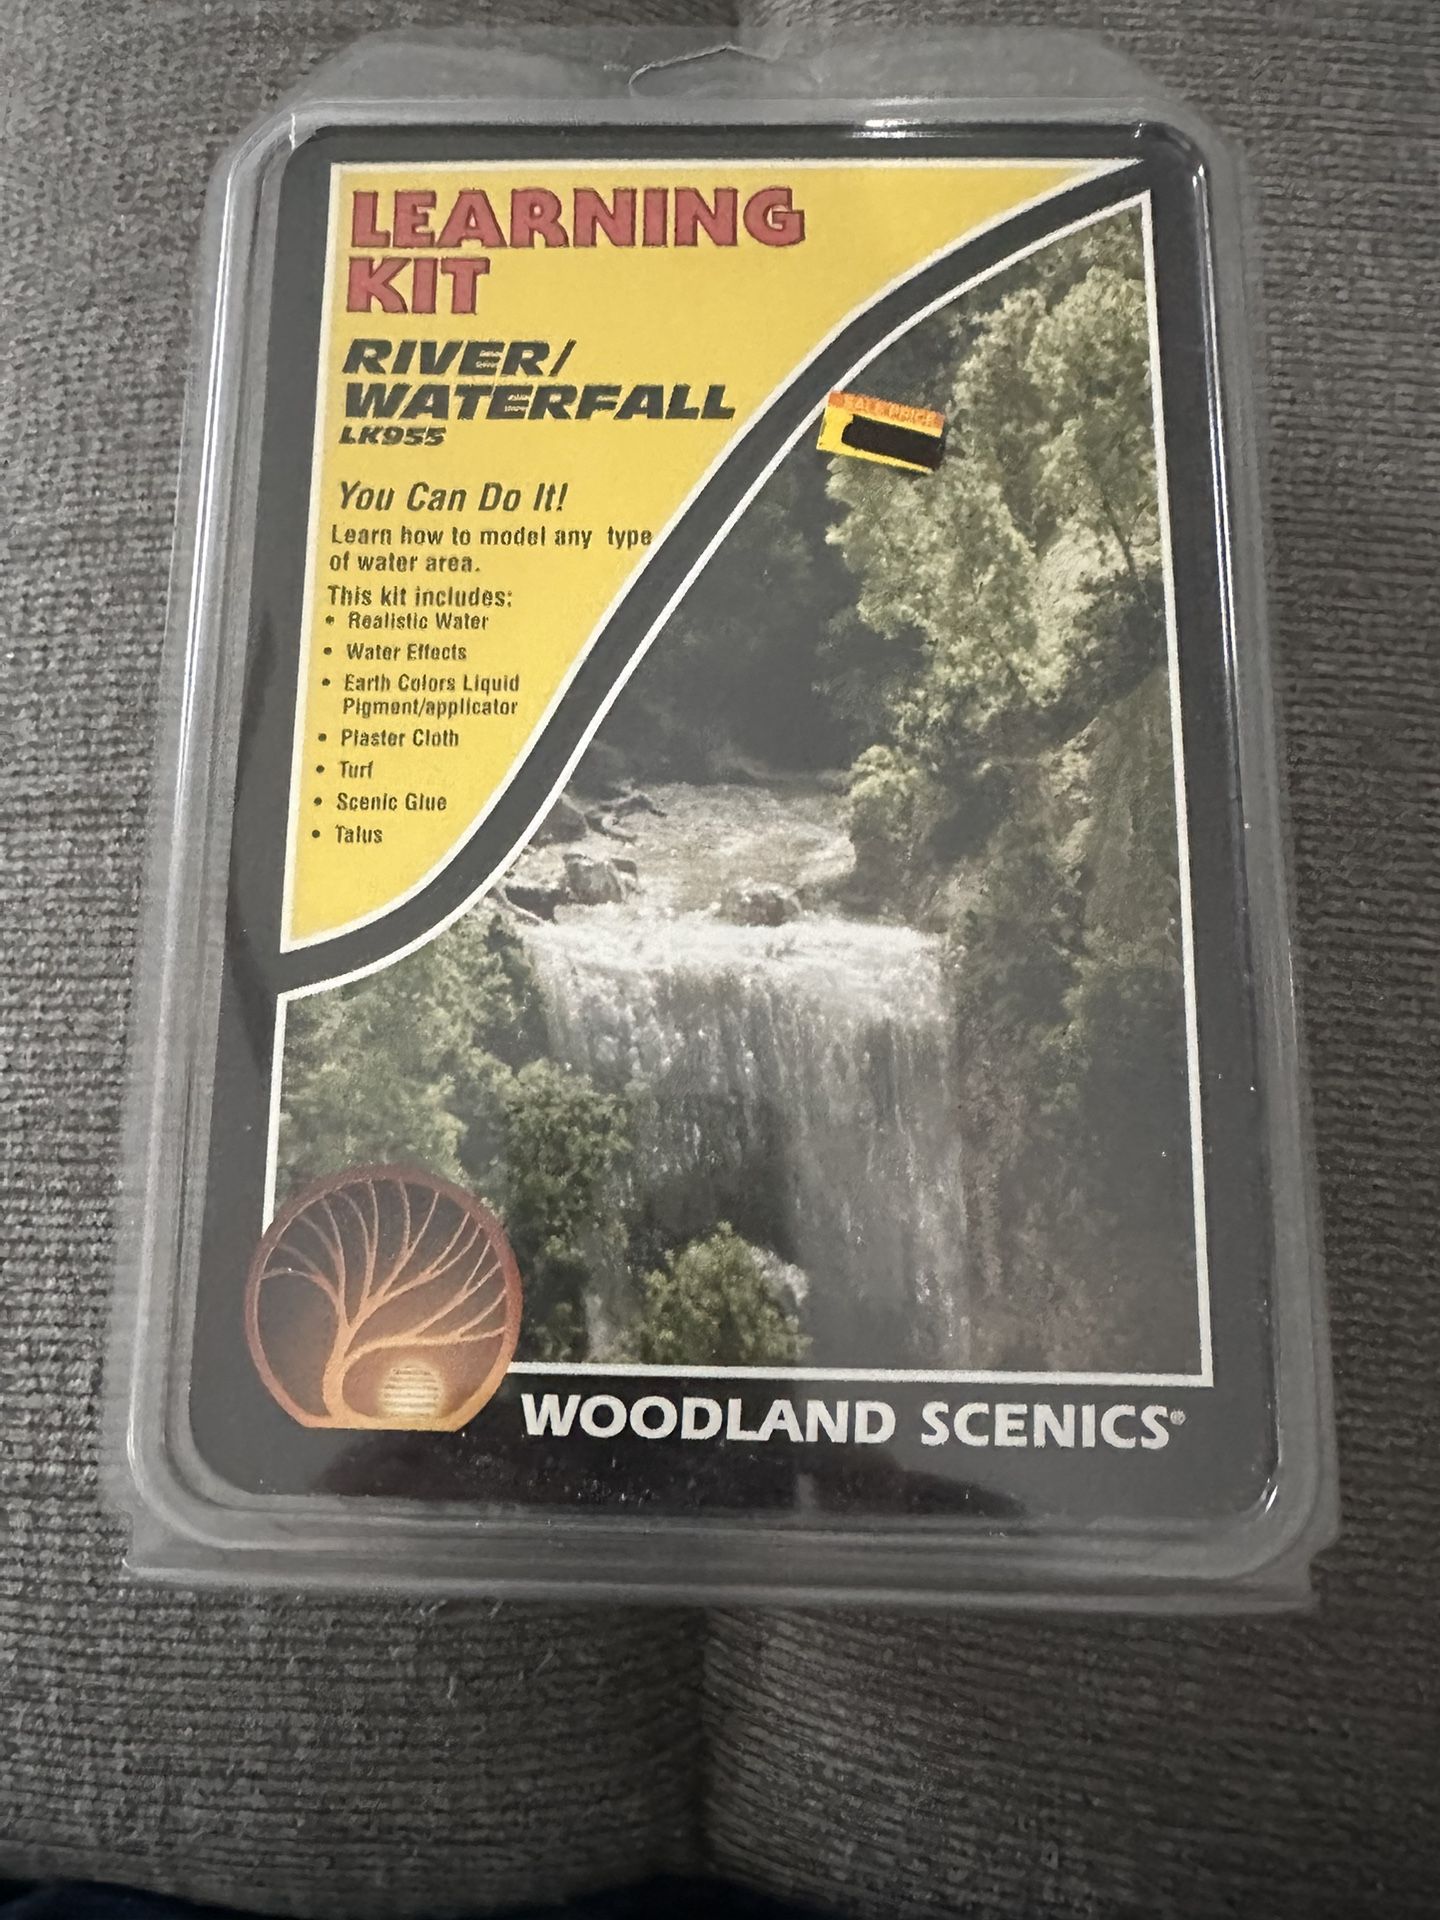 LEARNING
KIT
RIVER/
WATERFALL
LK955
SALE PRICE
You Can Do It!
Learn how to model any type
of water area.
This kit includes:
• Realistic Water
• Water Effects
• Earth Colors Liquid
Pigment/applicator
• Plaster Cloth
• Turf
• Scenic Glue
• Talus
WOODLAND SCENICS®